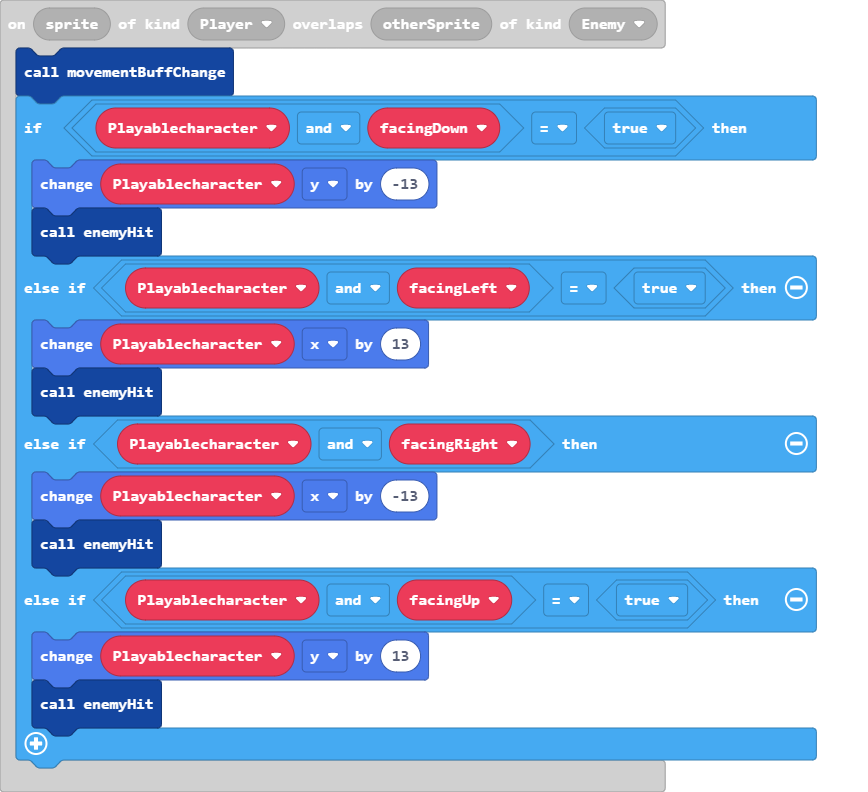 on sprite of kind Player overlaps otherSprite of kind Enemy
call movementBuffChange
if Playablecharacter and facingDown = true then
change Playablecharacter y by -13
call enemyHit
else if Playablecharacter and facingLeft = true then
change Playablecharacter x by 13
call enemyHit
else if Playablecharacter and facingRight then
change Playablecharacter x by -13
call enemyHit
else if Playablecharacter and facingUp = true then
change Playablecharacter y by 13
call enemyHit